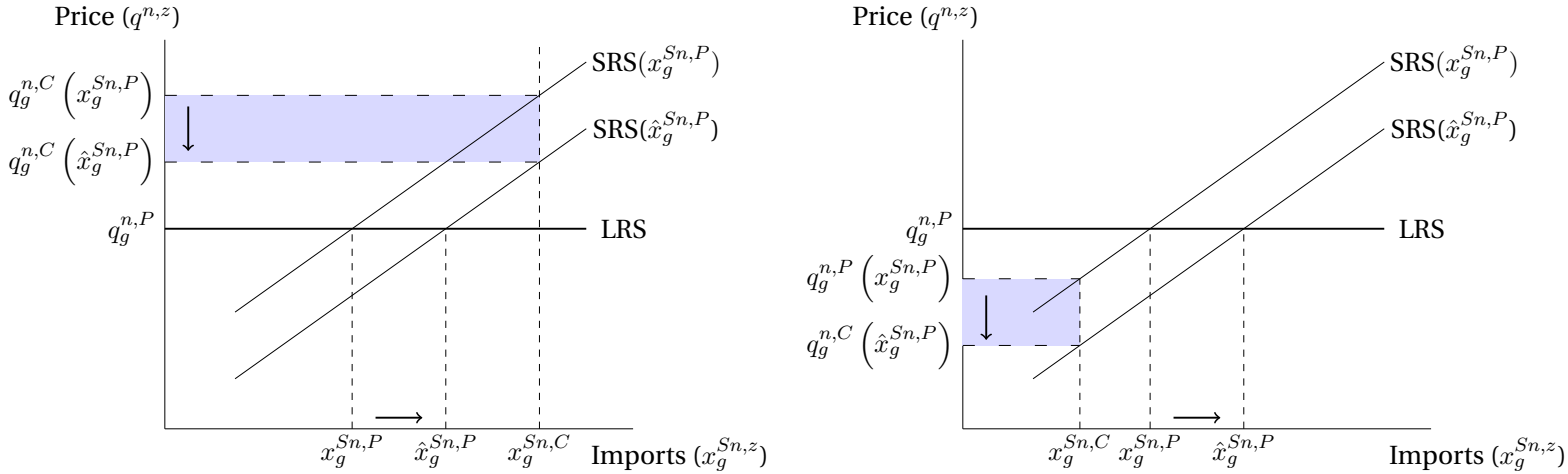 Price (q^{n,z})
SRS(x_g^{Sn,P})
q_g^{n,C} (x_g^{Sn,P})
SRS(x̂_g^{Sn,P})
q_g^{n,C} (x̂_g^{Sn,P})
q_g^{n,P}
LRS
x_g^{Sn,P} x̂_g^{Sn,P} x_g^{Sn,C} Imports (x_g^{Sn,z})
Price (q^{n,z})
SRS(x_g^{Sn,P})
SRS(x̂_g^{Sn,P})
q_g^{n,P}
LRS
q_g^{n,P} (x_g^{Sn,P})
q_g^{n,C} (x̂_g^{Sn,P})
x_g^{Sn,C} x_g^{Sn,P} x̂_g^{Sn,P} Imports (x_g^{Sn,z})